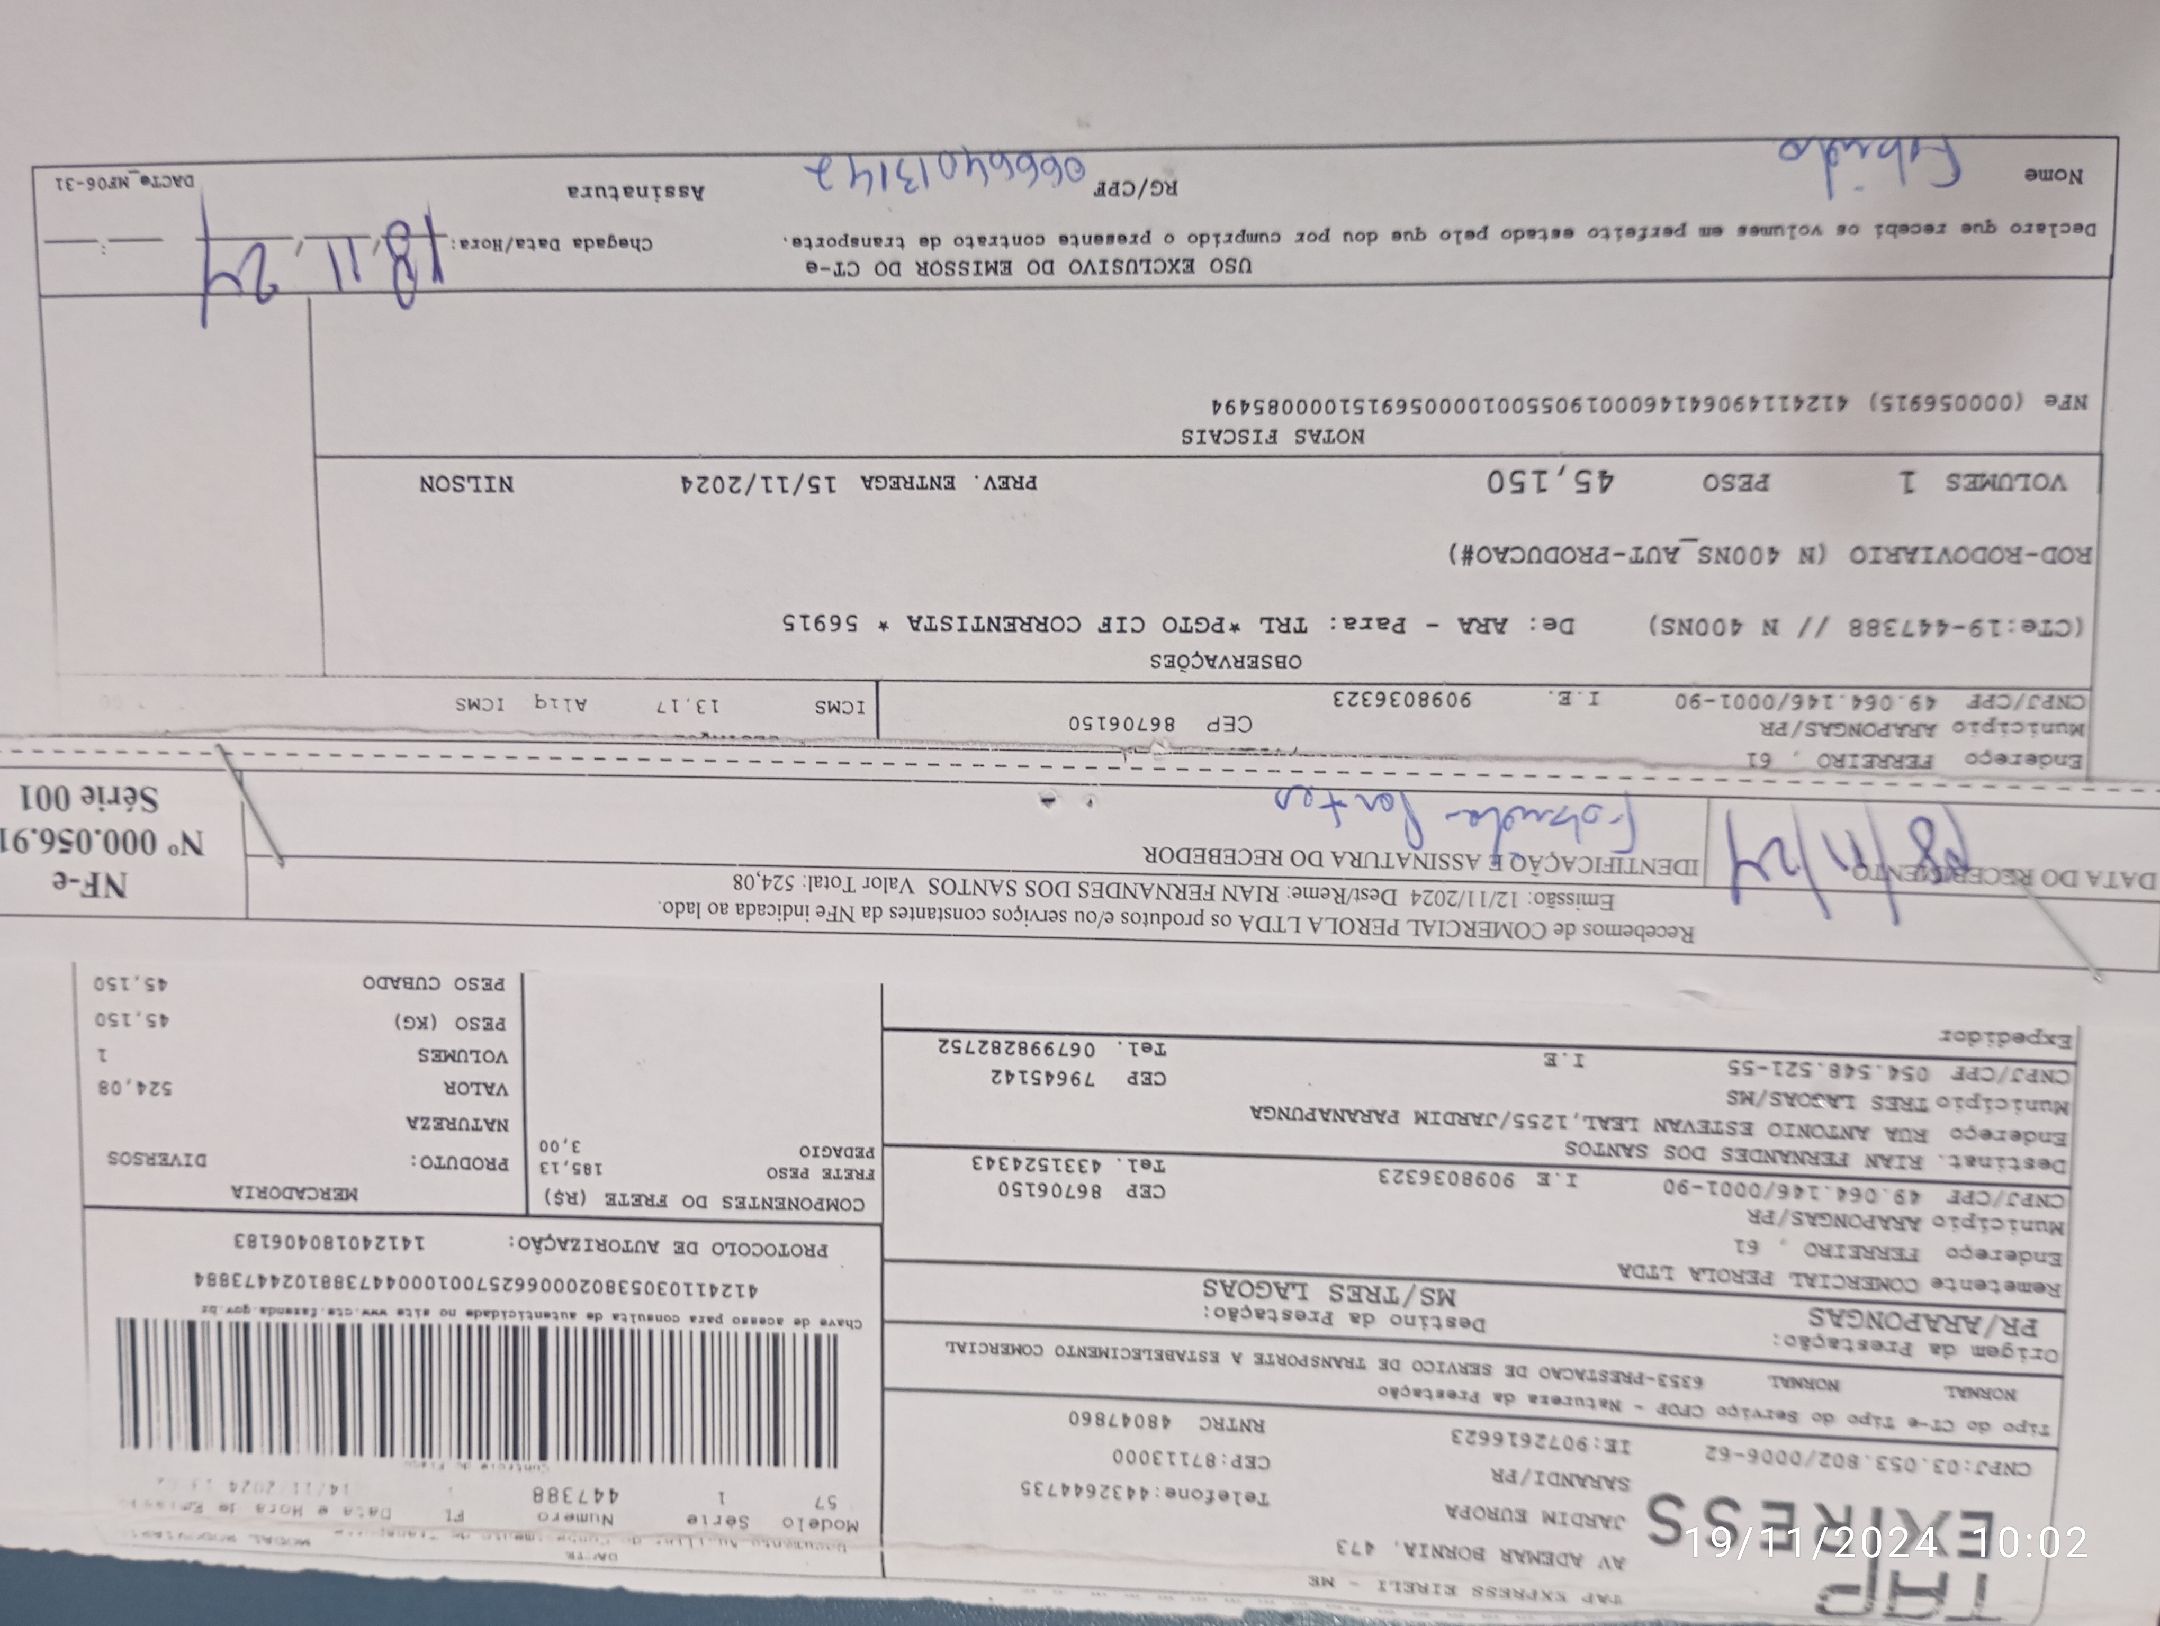 TAP
EXPRESS
TAP EXPRESS EIRELI - ME
AV ADEMAR BORNIA, 473
JARDIM EUROPA
SARANDI/PR
Telefone:4432644735
CEP:87113000
CNPJ:03.053.802/0006-62 IE:9072616623 RNTRC 48047860
Modelo Série Numero Fl Data e Hora de
57 1 447388 14/11/2024
Tipo do CT-e Tipo do Serviço CFOP - Natureza da Prestação
NORMAL NORMAL 6353-PRESTACAO DE SERVICO DE TRANSPORTE A ESTABELECIMENTO COMERCIAL
Chave de acesso para consulta de autenticidade no site www.cte.fazenda.gov.br
41241103053802000662570010004473881024473884
PROTOCOLO DE AUTORIZAÇÃO: 141240180406183
Origem da Prestação:
PR/ARAPONGAS
Destino da Prestação:
MS/TRES LAGOAS
Remetente COMERCIAL PEROLA LTDA
Endereço FERREIRO , 61
Município ARAPONGAS/PR CEP 86706150
CNPJ/CPF 49.064.146/0001-90 I.E 9098036323 Tel. 4331524343
Destinat. RIAN FERNANDES DOS SANTOS
Endereço RUA ANTONIO ESTEVAN LEAL,1255/JARDIM PARANAPUNGA
Município TRES LAGOAS/MS CEP 79645142
CNPJ/CPF 054.548.521-55 I.E Tel. 067998282752
Expedidor
COMPONENTES DO FRETE (R$)
FRETE PESO 185,13
PEDAGIO 3,00
MERCADORIA
PRODUTO: DIVERSOS
NATUREZA
VALOR 524,08
VOLUMES 1
PESO (KG) 45,150
PESO CUBADO 45,150
Recebemos de COMERCIAL PEROLA LTDA os produtos e/ou serviços constantes da NFe indicada ao lado.
Emissão: 12/11/2024 Dest/Reme: RIAN FERNANDES DOS SANTOS Valor Total: 524,08
DATA DO RECEBIMENTO IDENTIFICAÇÃO E ASSINATURA DO RECEBEDOR
18/11/24
NF-e
Nº 000.056.91
Série 001
Endereço FERREIRO , 61
Município ARAPONGAS/PR CEP 86706150
CNPJ/CPF 49.064.146/0001-90 I.E. 9098036323 ICMS 13,17 Aliq ICMS
OBSERVAÇÕES
(CTe:19-447388 // N 400NS) De: ARA - Para: TRL *PGTO CIF CORRENTISTA * 56915
ROD-RODOVIARIO (N 400NS_AUT-PRODUCAO#)
VOLUMES 1 PESO 45,150 PREV. ENTREGA 15/11/2024 NILSON
NOTAS FISCAIS
NFe (000056915) 41241149064146000190550010000569151000085494
USO EXCLUSIVO DO EMISSOR DO CT-e
Declaro que recebi os volumes em perfeito estado pelo que dou por cumprido o presente contrato de transporte.
Chegada Data/Hora: 18/11/24
Nome RG/CPF 06664013142 Assinatura
DACTe_MF06-31
19/11/2024 10:02